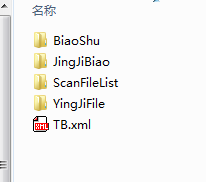 名称
BiaoShu
JingJiBiao
ScanFileList
YingJiFile
TB.xml